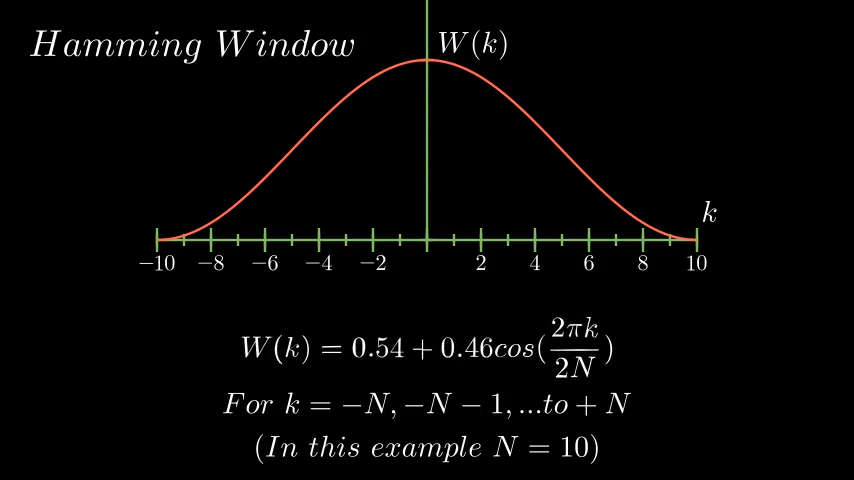 Hamming Window
W(k)
k
−10 −8 −6 −4 −2 2 4 6 8 10
W(k) = 0.54 + 0.46cos(2πk/2N)
For k = −N, −N − 1, ...to + N
(In this example N = 10)